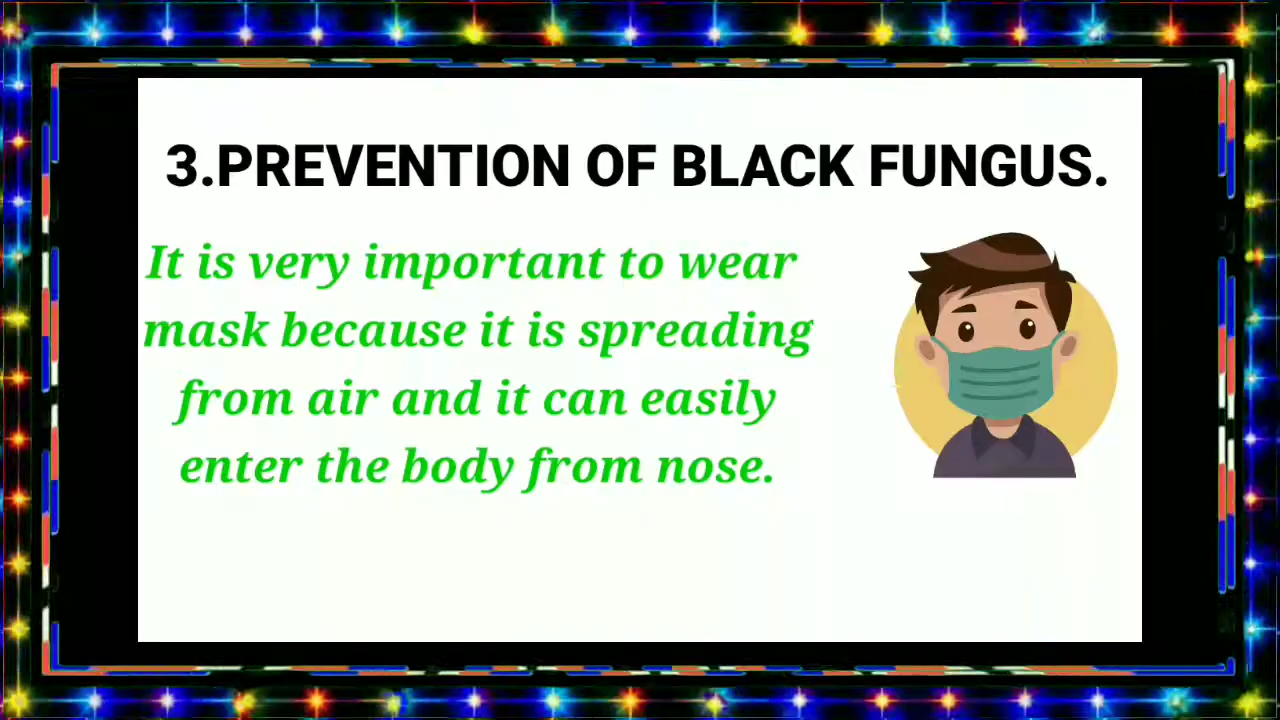 3.PREVENTION OF BLACK FUNGUS.
It is very important to wear
mask because it is spreading
from air and it can easily
enter the body from nose.